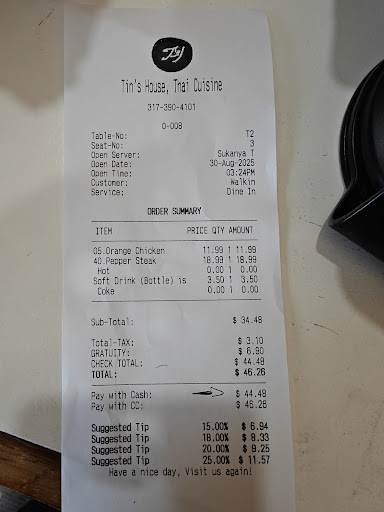 Tin's House, Thai Cuisine
317-390-4101
O-008
Table-No: T2
Seat-No: 3
Open Server: Sukanya T
Open Date: 30-Aug-2025
Open Time: 03:24PM
Customer: Walkin
Service: Dine In
ORDER SUMMARY
ITEM PRICE QTY AMOUNT
05.Orange Chicken 11.99 1 11.99
40.Pepper Steak 18.99 1 18.99
Hot 0.00 1 0.00
Soft Drink (Bottle) is 3.50 1 3.50
Coke 0.00 1 0.00
Sub-Total: $ 34.48
Total-TAX: $ 3.10
GRATUITY: $ 6.90
CHECK TOTAL: $ 44.48
TOTAL: $ 46.26
Pay with Cash: $ 44.48
Pay with CC: $ 46.26
Suggested Tip 15.00% $ 6.94
Suggested Tip 18.00% $ 8.33
Suggested Tip 20.00% $ 9.25
Suggested Tip 25.00% $ 11.57
Have a nice day, Visit us again!